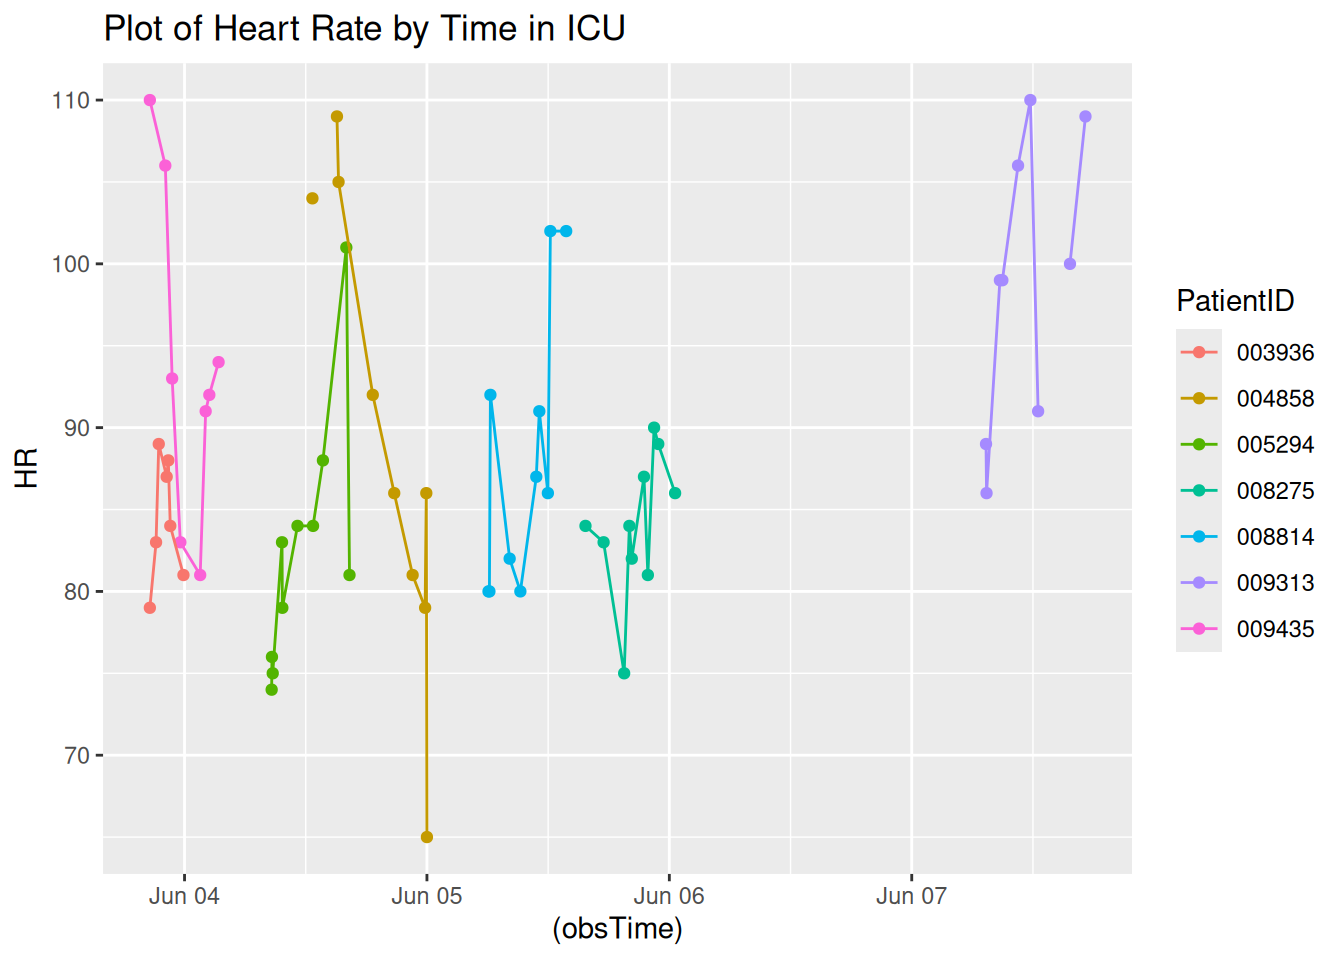 Plot of Heart Rate by Time in ICU
110
100
90
80
70
HR
Jun 04
Jun 05
Jun 06
Jun 07
(obsTime)
PatientID
003936
004858
005294
008275
008814
009313
009435